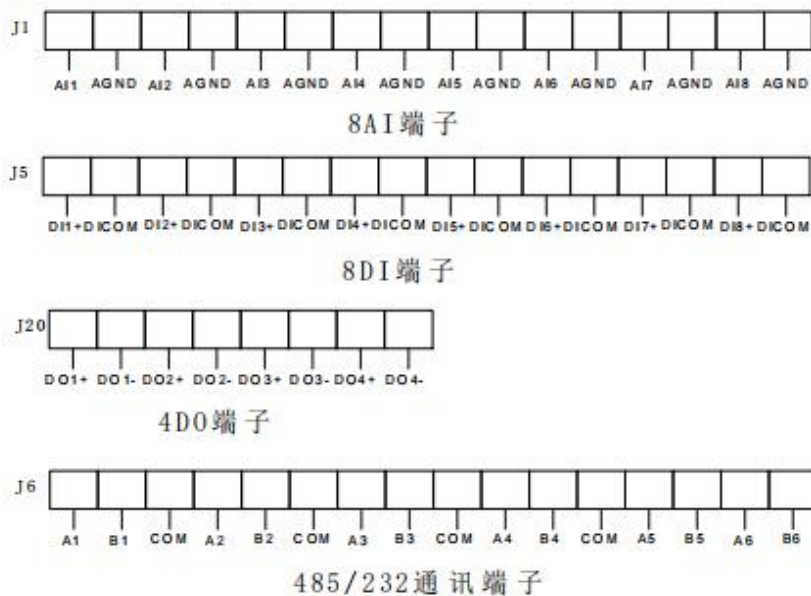 J1
AI1 AGND AI2 AGND AI3 AGND AI4 AGND AI5 AGND AI6 AGND AI7 AGND AI8 AGND
8AI端子
J5
DI1+ DICOM DI2+ DICOM DI3+ DICOM DI4+ DICOM DI5+ DICOM DI6+ DICOM DI7+ DICOM DI8+ DICOM
8DI端子
J20
DO1+ DO1- DO2+ DO2- DO3+ DO3- DO4+ DO4-
4DO端子
J6
A1 B1 COM A2 B2 COM A3 B3 COM A4 B4 COM A5 B5 A6 B6
485/232通讯端子